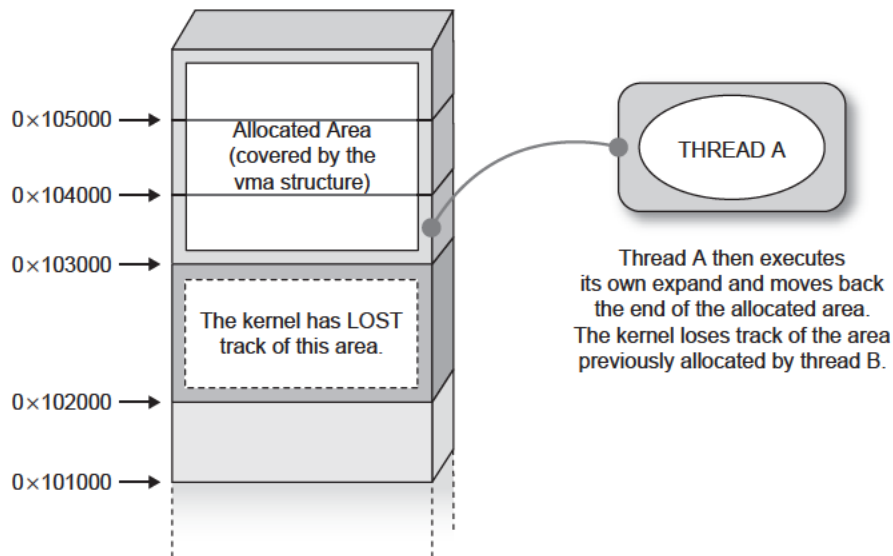 0×105000
Allocated Area
(covered by the
vma structure)
0×104000
0×103000
The kernel has LOST
track of this area.
0×102000
0×101000
THREAD A
Thread A then executes
its own expand and moves back
the end of the allocated area.
The kernel loses track of the area
previously allocated by thread B.